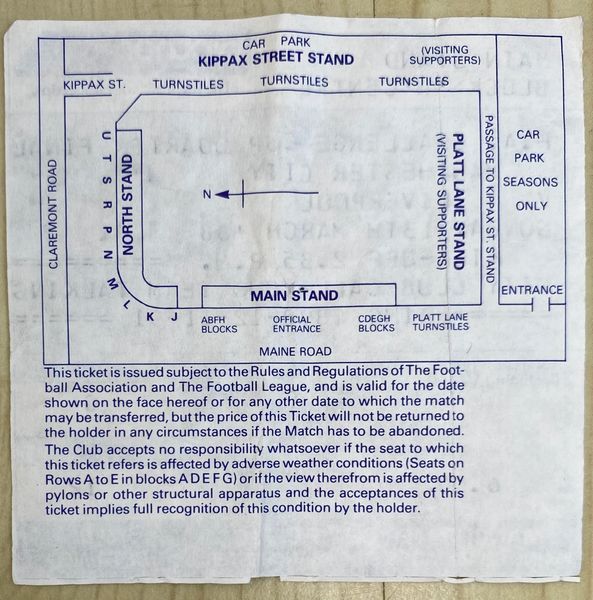 CAR PARK
KIPPAX STREET STAND
(VISITING
SUPPORTERS)
KIPPAX ST.
TURNSTILES
TURNSTILES
TURNSTILES
CLAREMONT ROAD
U T S R P N M L K J
NORTH STAND
N
PLATT LANE STAND
(VISITING SUPPORTERS)
PASSAGE TO KIPPAX ST. STAND
CAR
PARK
SEASONS
ONLY
ENTRANCE
MAIN STAND
ABFH
BLOCKS
OFFICIAL
ENTRANCE
CDEGH
BLOCKS
PLATT LANE
TURNSTILES
MAINE ROAD
This ticket is issued subject to the Rules and Regulations of The Foot-
ball Association and The Football League, and is valid for the date
shown on the face hereof or for any other date to which the match
may be transferred, but the price of this Ticket will not be returned to
the holder in any circumstances if the Match has to be abandoned.
The Club accepts no responsibility whatsoever if the seat to which
this ticket refers is affected by adverse weather conditions (Seats on
Rows A to E in blocks A D E F G) or if the view therefrom is affected by
pylons or other structural apparatus and the acceptances of this
ticket implies full recognition of this condition by the holder.